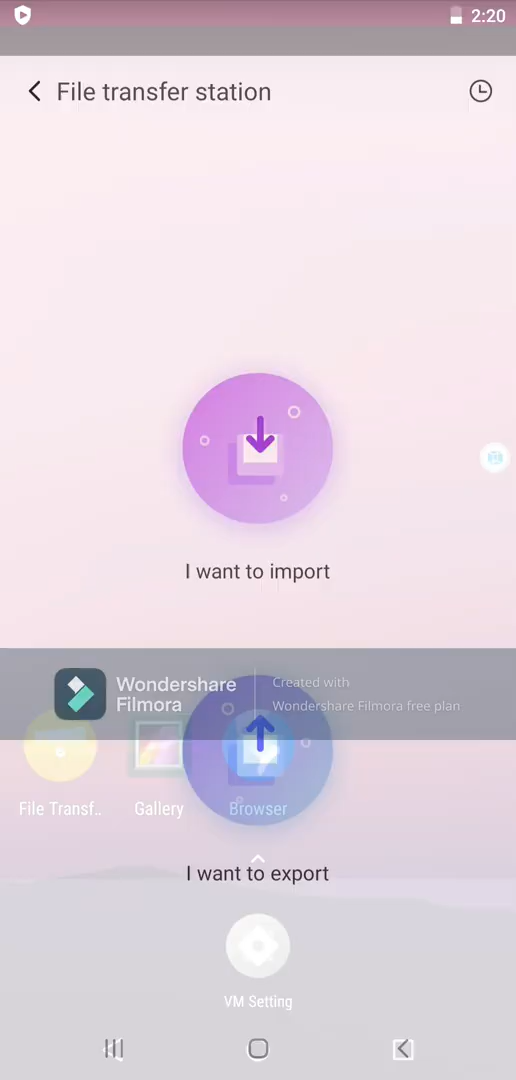 2:20
File transfer station
I want to import
Wondershare
Filmora
Created with
Wondershare Filmora free plan
File Transf..
Gallery
Browser
I want to export
VM Setting